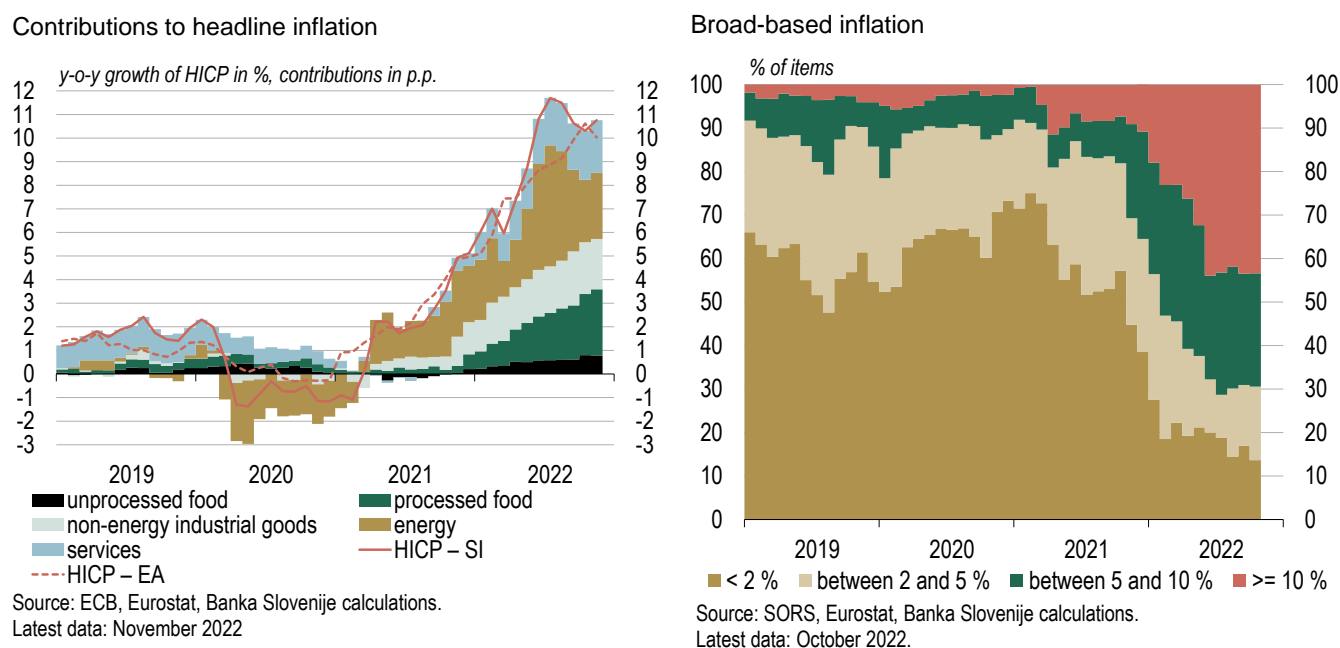 Contributions to headline inflation
y-o-y growth of HICP in %, contributions in p.p.
12 12
11 11
10 10
9 9
8 8
7 7
6 6
5 5
4 4
3 3
2 2
1 1
0 0
-1 -1
-2 -2
-3 -3
2019 2020 2021 2022
unprocessed food processed food
non-energy industrial goods energy
services HICP – SI
HICP – EA
Source: ECB, Eurostat, Banka Slovenije calculations.
Latest data: November 2022
Broad-based inflation
% of items
100 100
90 90
80 80
70 70
60 60
50 50
40 40
30 30
20 20
10 10
0 0
2019 2020 2021 2022
< 2 % between 2 and 5 % between 5 and 10 % >= 10 %
Source: SORS, Eurostat, Banka Slovenije calculations.
Latest data: October 2022.